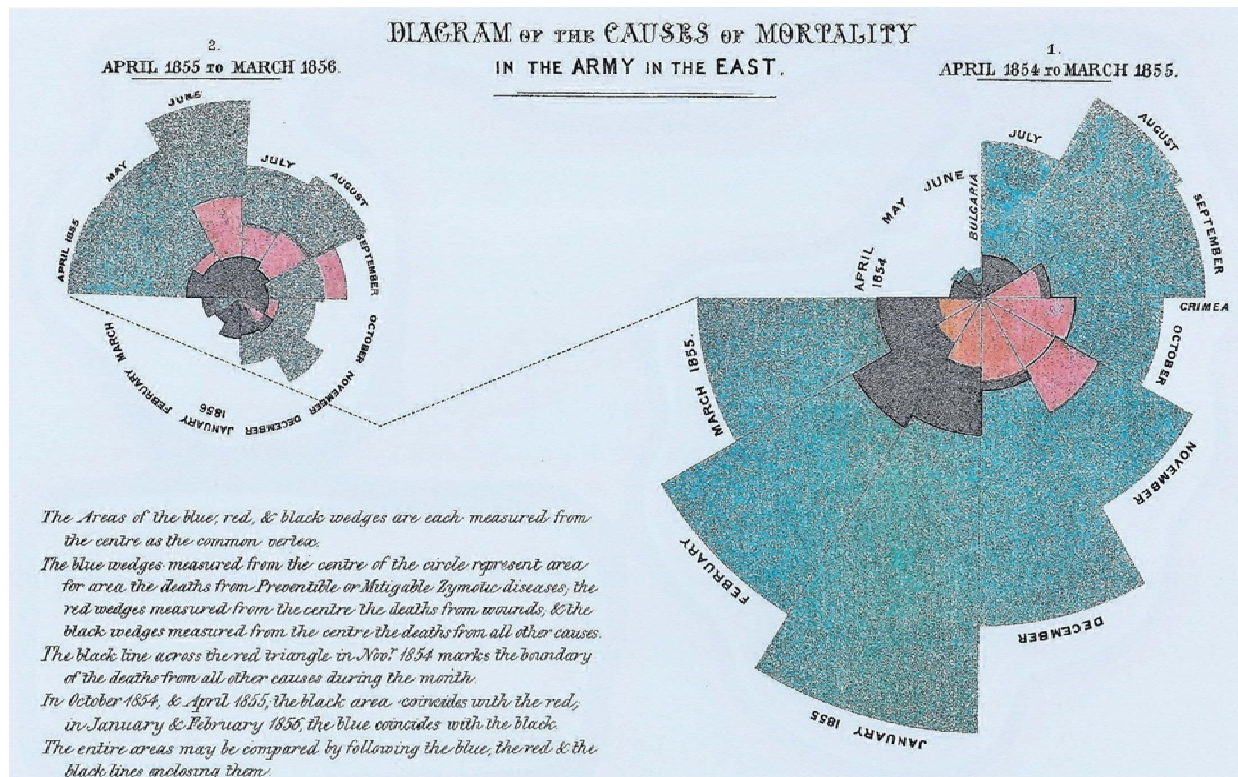 DIAGRAM OF THE CAUSES OF MORTALITY
IN THE ARMY IN THE EAST.
2.
APRIL 1855 TO MARCH 1856.
1.
APRIL 1854 TO MARCH 1855.
JUNE
MAY
APRIL 1855
JULY
AUGUST
SEPTEMBER
OCTOBER
NOVEMBER
DECEMBER
JANUARY
1856
FEBRUARY
MARCH
APRIL
1854
MAY
JUNE
BULGARIA
JULY
AUGUST
SEPTEMBER
CRIMEA
OCTOBER
NOVEMBER
DECEMBER
JANUARY 1855
FEBRUARY
MARCH 1855.
The Areas of the blue, red, & black wedges are each measured from
the centre as the common vertex.
The blue wedges measured from the centre of the circle represent area
for area the deaths from Preventible or Mitigable Zymotic diseases, the
red wedges measured from the centre the deaths from wounds, & the
black wedges measured from the centre the deaths from all other causes.
The black line across the red triangle in Novr. 1854 marks the boundary
of the deaths from all other causes during the month.
In October 1854, & April 1855, the black area coincides with the red,
in January & February 1856, the blue coincides with the black.
The entire areas may be compared by following the blue, the red & the
black lines enclosing them.